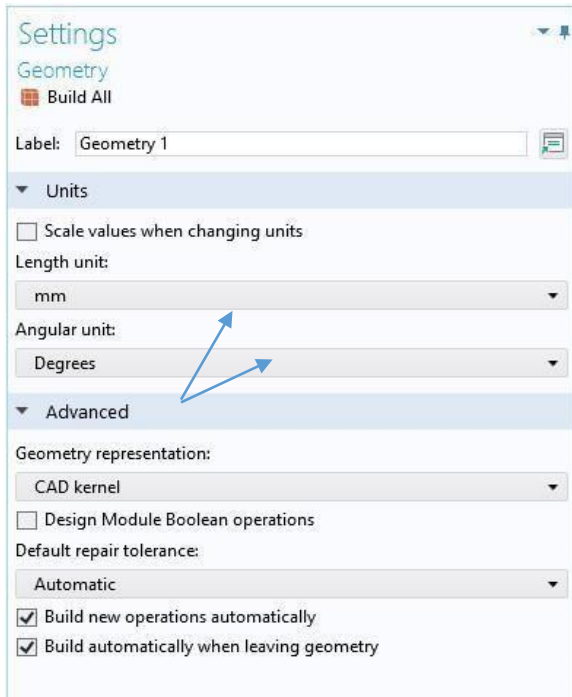 Settings
Geometry
Build All
Label: Geometry 1
Units
Scale values when changing units
Length unit:
mm
Angular unit:
Degrees
Advanced
Geometry representation:
CAD kernel
Design Module Boolean operations
Default repair tolerance:
Automatic
Build new operations automatically
Build automatically when leaving geometry